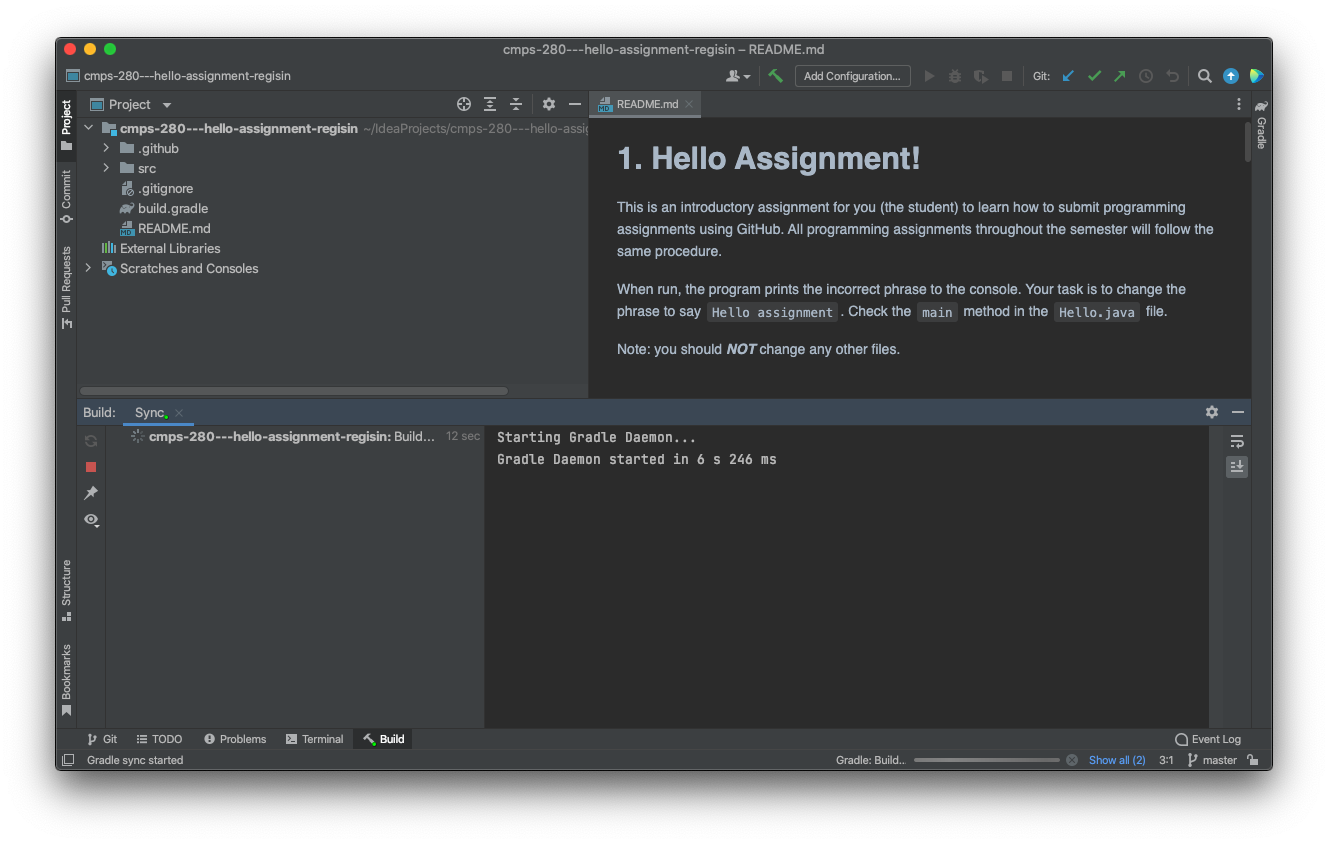 cmps-280---hello-assignment-regisin – README.md
cmps-280---hello-assignment-regisin
Add Configuration...
Git:
Project
Commit
Pull Requests
Structure
Bookmarks
Project
cmps-280---hello-assignment-regisin ~/IdeaProjects/cmps-280---hello-assig
.github
src
.gitignore
build.gradle
MD README.md
External Libraries
Scratches and Consoles
MD README.md
Gradle
1. Hello Assignment!
This is an introductory assignment for you (the student) to learn how to submit programming
assignments using GitHub. All programming assignments throughout the semester will follow the
same procedure.
When run, the program prints the incorrect phrase to the console. Your task is to change the
phrase to say Hello assignment . Check the main method in the Hello.java file.
Note: you should NOT change any other files.
Build: Sync
cmps-280---hello-assignment-regisin: Build... 12 sec
Starting Gradle Daemon...
Gradle Daemon started in 6 s 246 ms
Git TODO Problems Terminal Build Event Log
Gradle sync started Gradle: Build... Show all (2) 3:1 master